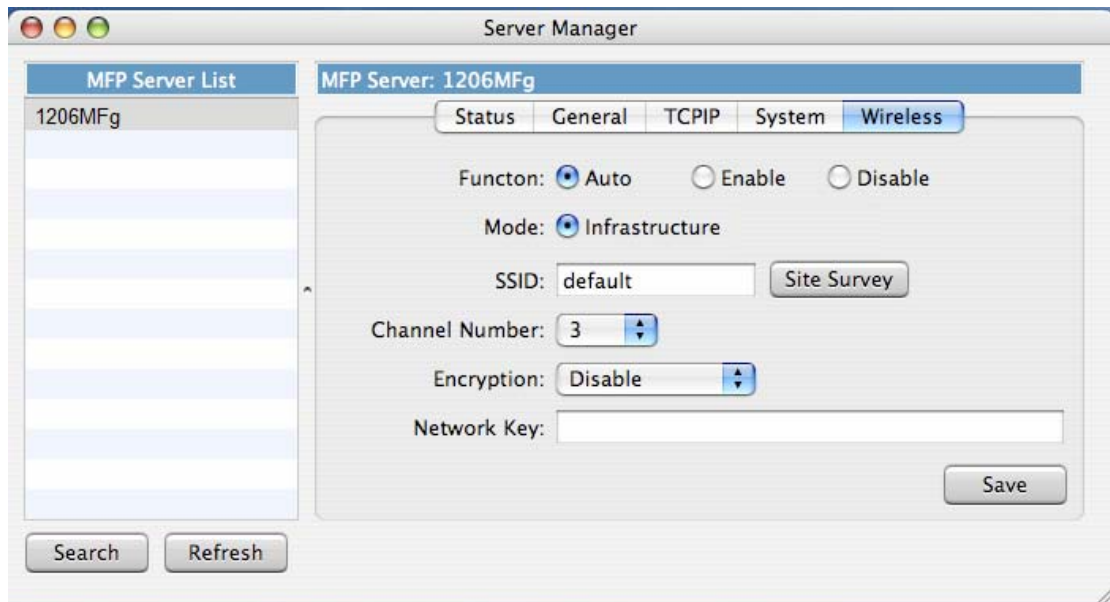 Server Manager
MFP Server List
1206MFg
Search Refresh
MFP Server: 1206MFg
Status General TCPIP System Wireless
Functon: Auto Enable Disable
Mode: Infrastructure
SSID: default Site Survey
Channel Number: 3
Encryption: Disable
Network Key:
Save